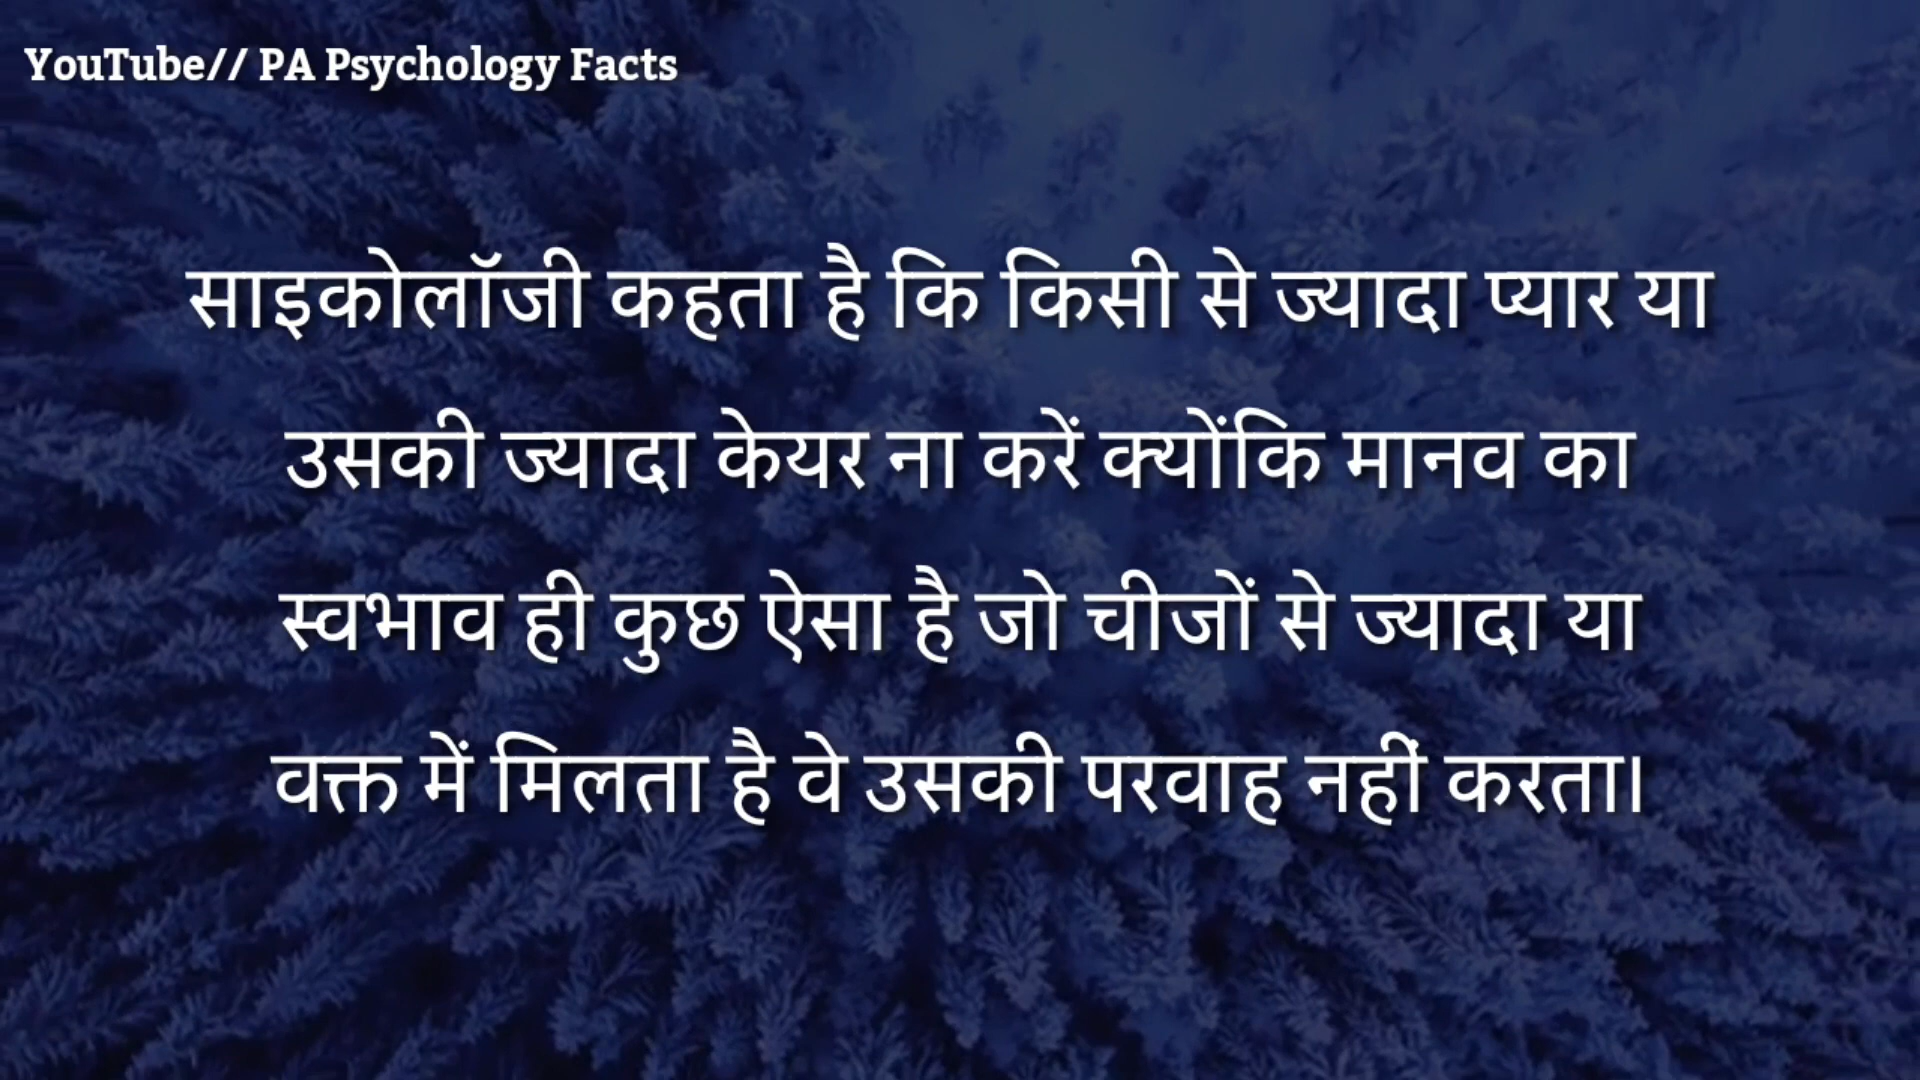 YouTube// PA Psychology Facts
साइकोलॉजी कहता है कि किसी से ज्यादा प्यार या
उसकी ज्यादा केयर ना करें क्योंकि मानव का
स्वभाव ही कुछ ऐसा है जो चीजों से ज्यादा या
वक्त में मिलता है वे उसकी परवाह नहीं करता।